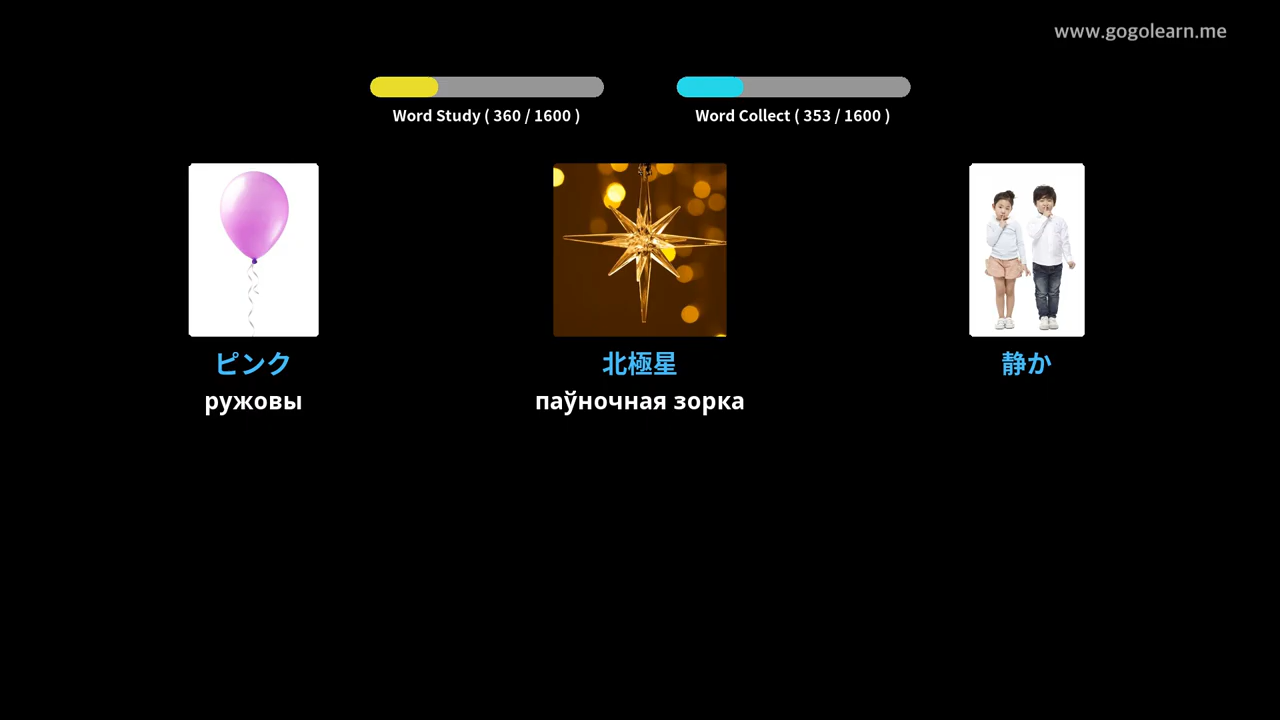 www.gogolearn.me
Word Study ( 360 / 1600 )
Word Collect ( 353 / 1600 )
ピンク
北極星
静か
ружовы
паўночная зорка